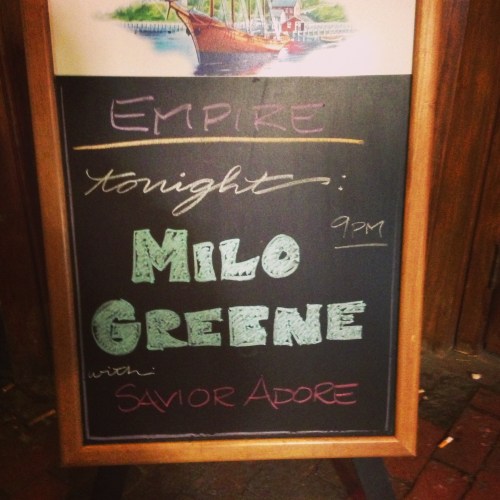 EMPIRE
tonight:
9PM
MILO
GREENE
with:
SAVIOR ADORE